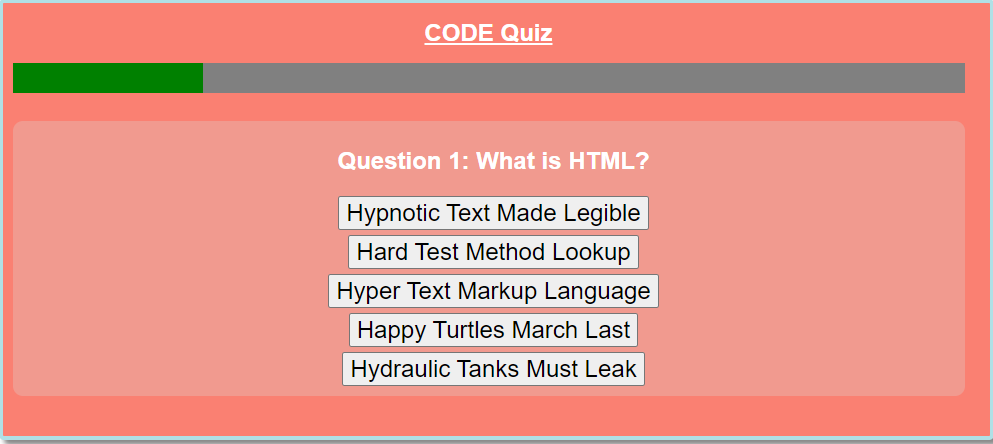 CODE Quiz
Question 1: What is HTML?
Hypnotic Text Made Legible
Hard Test Method Lookup
Hyper Text Markup Language
Happy Turtles March Last
Hydraulic Tanks Must Leak